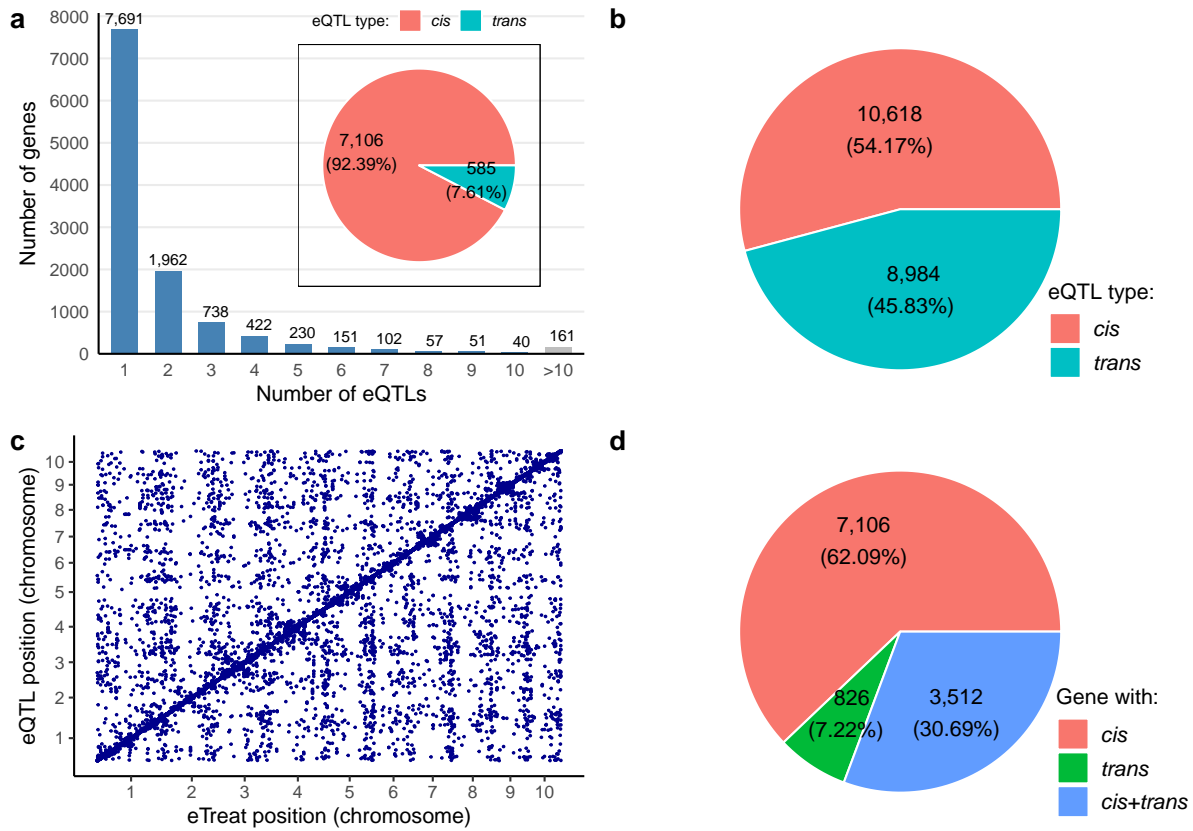 a
eQTL type: cis trans
Number of genes
8000
7000
6000
5000
4000
3000
2000
1000
0
7,691
1,962
738
422
230
151
102
57
51
40
161
7,106
(92.39%)
585
(7.61%)
1 2 3 4 5 6 7 8 9 10 >10
Number of eQTLs
b
10,618
(54.17%)
8,984
(45.83%)
eQTL type:
cis
trans
c
eQTL position (chromosome)
10
9
8
7
6
5
4
3
2
1
1 2 3 4 5 6 7 8 9 10
eTreat position (chromosome)
d
7,106
(62.09%)
826
(7.22%)
3,512
(30.69%)
Gene with:
cis
trans
cis+trans